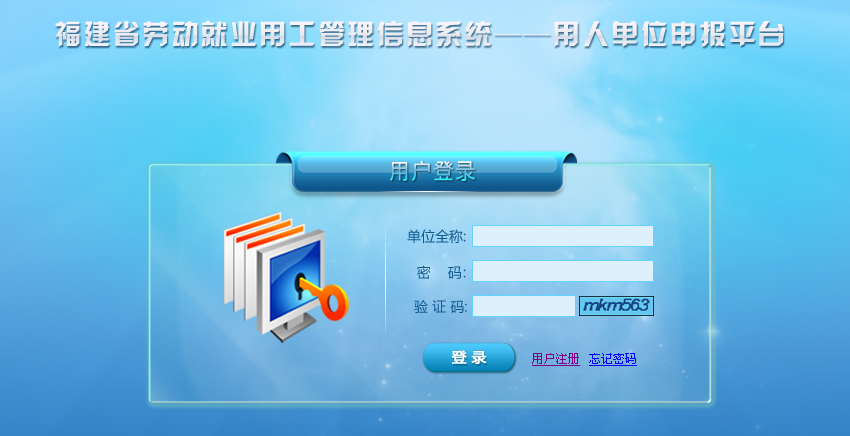 福建省劳动就业用工管理信息系统——用人单位申报平台
用户登录
单位全称:
密 码:
验 证 码: mkm563
登 录 用户注册 忘记密码